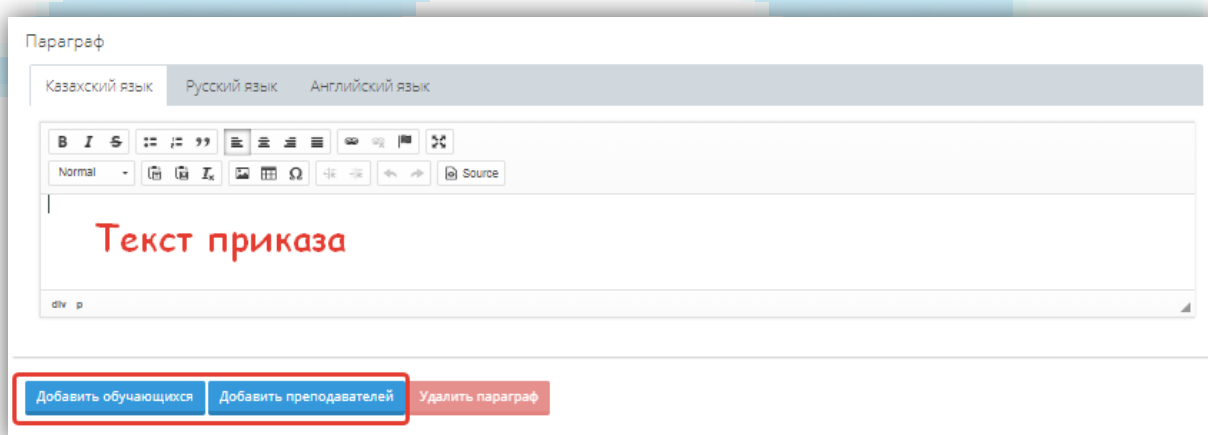 Параграф
Казахский язык Русский язык Английский язык
Normal Source
Текст приказа
div p
Добавить обучающихся Добавить преподавателей Удалить параграф